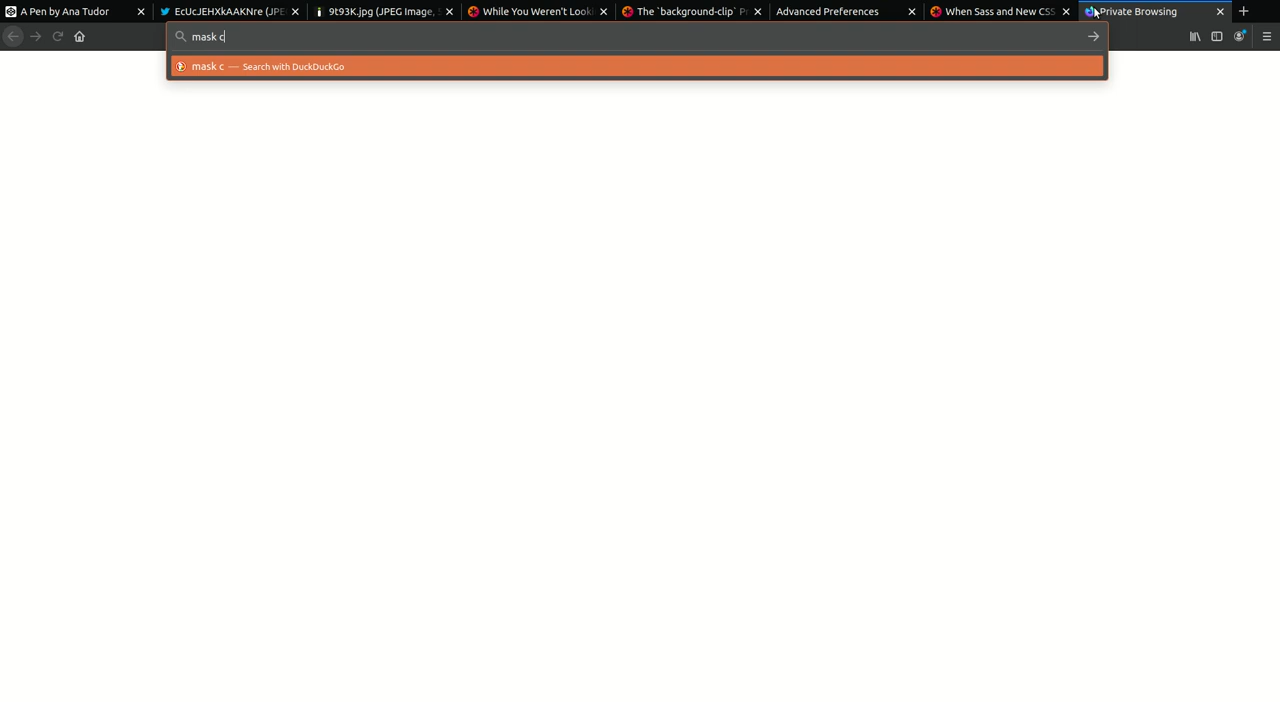 A Pen by Ana Tudor
EcUcJEHXkAAKNre (JPE
9t93K.jpg (JPEG Image,
While You Weren't Looki
The `background-clip` Pr
Advanced Preferences
When Sass and New CSS
Private Browsing
mask c
mask c — Search with DuckDuckGo